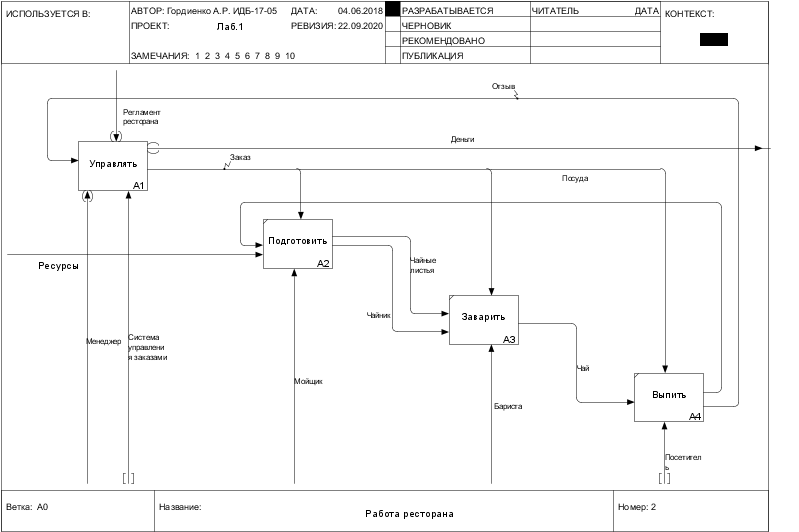 ИСПОЛЬЗУЕТСЯ В:
АВТОР: Гордиенко А.Р. ИДБ-17-05
ДАТА: 04.06.2018
РАЗРАБАТЫВАЕТСЯ
ЧИТАТЕЛЬ
ДАТА
КОНТЕКСТ:
ПРОЕКТ: Лаб.1
РЕВИЗИЯ: 22.09.2020
ЧЕРНОВИК
РЕКОМЕНДОВАНО
ЗАМЕЧАНИЯ: 1 2 3 4 5 6 7 8 9 10
ПУБЛИКАЦИЯ
Отзыв
Регламент
ресторана
Деньги
Управлять
A1
Заказ
Посуда
Подготовить
A2
Ресурсы
Чайные
листья
Чайник
Заварить
A3
Менеджер
Система
управлени
я заказами
Чай
Мойщик
Выпить
A4
Бариста
Посетител
ь
Ветка: A0
Название:
Работа ресторана
Номер: 2